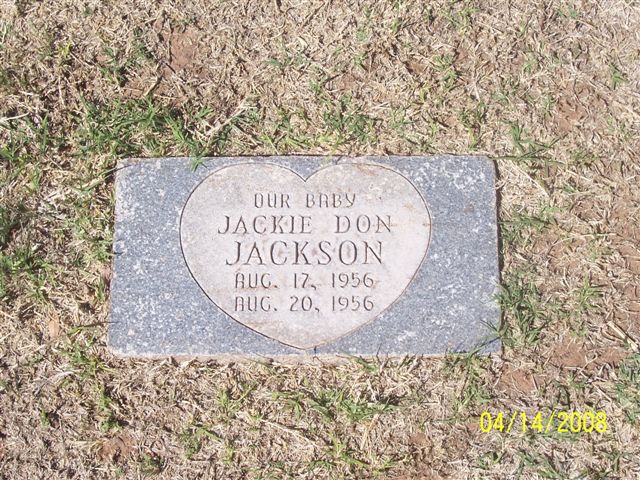 OUR BABY
JACKIE DON
JACKSON
AUG. 17, 1956
AUG. 20, 1956
04/14/2008